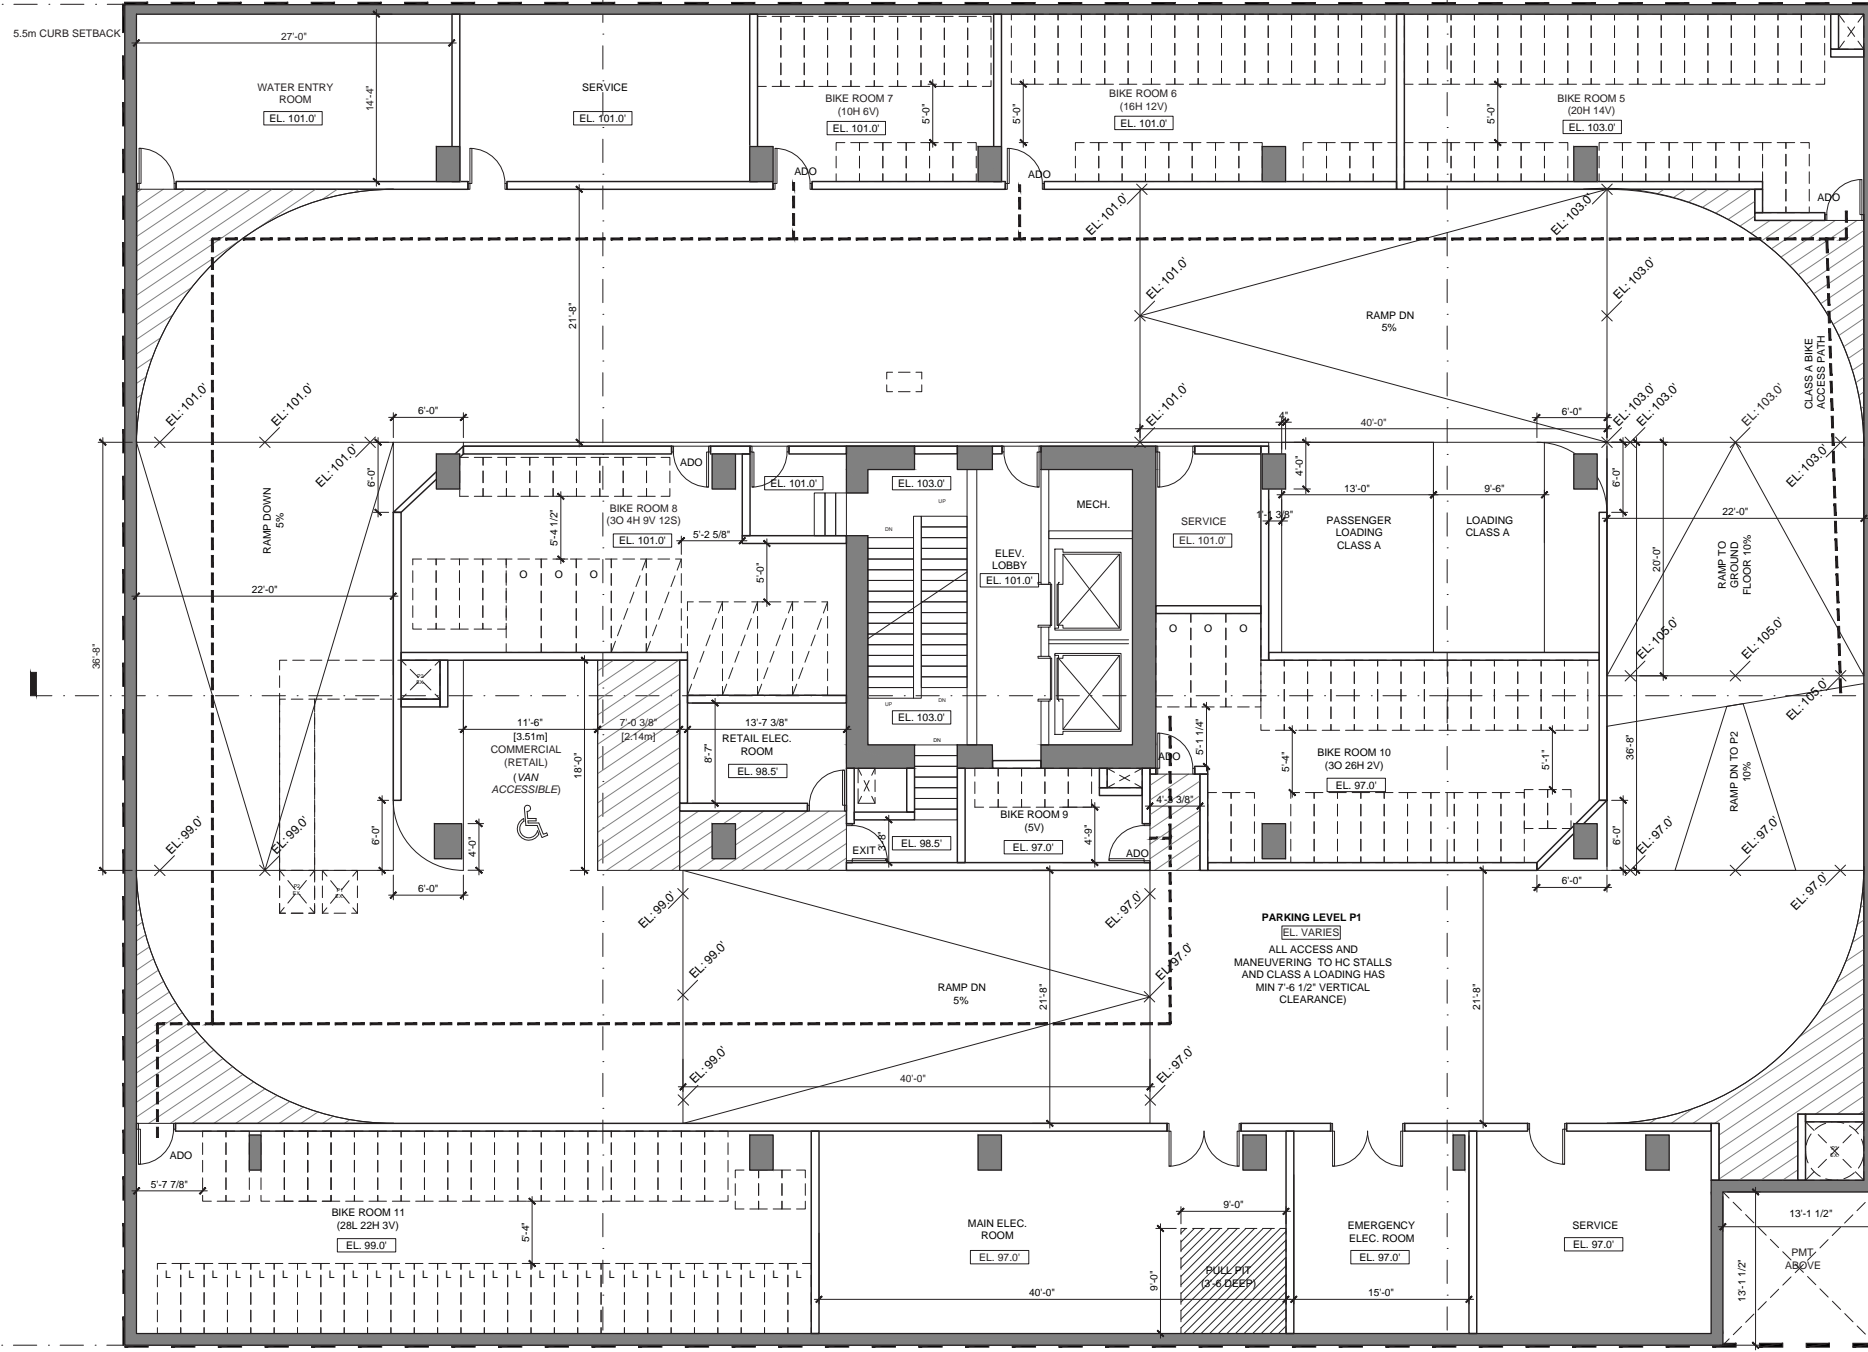 5.5m CURB SETBACK
27'-0"
14'-4"
WATER ENTRY
ROOM
EL. 101.0'
SERVICE
EL. 101.0'
BIKE ROOM 7
(10H 6V)
EL. 101.0'
5'-0"
ADO
BIKE ROOM 6
(16H 12V)
EL. 101.0'
5'-0"
ADO
BIKE ROOM 5
(20H 14V)
EL. 103.0'
5'-0"
ADO
EL: 101.0'
EL: 103.0'
EL: 101.0'
EL: 103.0'
21'-8"
RAMP DN
5%
CLASS A BIKE
ACCESS PATH
EL: 101.0'
EL: 101.0'
EL: 101.0'
6'-0"
6'-0"
EL: 101.0'
4"
40'-0"
6'-0"
EL: 103.0'
EL: 103.0'
EL: 103.0'
EL: 103.0'
RAMP DOWN
5%
22'-0"
36'-8"
ADO
BIKE ROOM 8
(3O 4H 9V 12S)
EL. 101.0'
5'-4 1/2"
5'-2 5/8"
5'-0"
O
O
O
EL. 101.0'
EL. 103.0'
UP
DN
ELEV.
LOBBY
EL. 101.0'
MECH.
SERVICE
EL. 101.0'
4'-0"
13'-0"
9'-6"
1'-1 3/8"
PASSENGER
LOADING
CLASS A
LOADING
CLASS A
6'-0"
22'-0"
20'-0"
RAMP TO
GROUND
FLOOR 10%
EL: 105.0'
EL: 105.0'
EL: 105.0'
O
O
O
P2
EX.
11'-6"
[3.51m]
COMMERCIAL
(RETAIL)
(VAN
ACCESSIBLE)
18'-0"
7'-0 3/8"
[2.14m]
13'-7 3/8"
RETAIL ELEC.
ROOM
EL. 98.5'
8'-7"
UP
DN
EL. 103.0'
DN
5'-1 1/4"
ADO
BIKE ROOM 10
(3O 26H 2V)
EL. 97.0'
5'-4"
5'-1"
36'-8"
RAMP DN TO P2
10%
EL: 99.0'
EL: 99.0'
6'-0"
4'-0"
6'-0"
EXIT
EL. 98.5'
BIKE ROOM 9
(5V)
EL. 97.0'
4'-9"
ADO
6'-0"
6'-0"
EL: 97.0'
EL: 97.0'
EL: 97.0'
EL: 99.0'
EL: 97.0'
EL: 99.0'
EL: 97.0'
RAMP DN
5%
21'-8"
PARKING LEVEL P1
EL. VARIES
ALL ACCESS AND
MANEUVERING TO HC STALLS
AND CLASS A LOADING HAS
MIN 7'-6 1/2" VERTICAL
CLEARANCE)
21'-8"
EL: 99.0'
40'-0"
EL: 97.0'
ADO
5'-7 7/8"
BIKE ROOM 11
(28L 22H 3V)
EL. 99.0'
5'-4"
MAIN ELEC.
ROOM
EL. 97.0'
9'-0"
9'-0"
PULL PIT
(3'-6 DEEP)
40'-0"
EMERGENCY
ELEC. ROOM
EL. 97.0'
15'-0"
SERVICE
EL. 97.0'
13'-1 1/2"
13'-1 1/2"
PMT
ABOVE